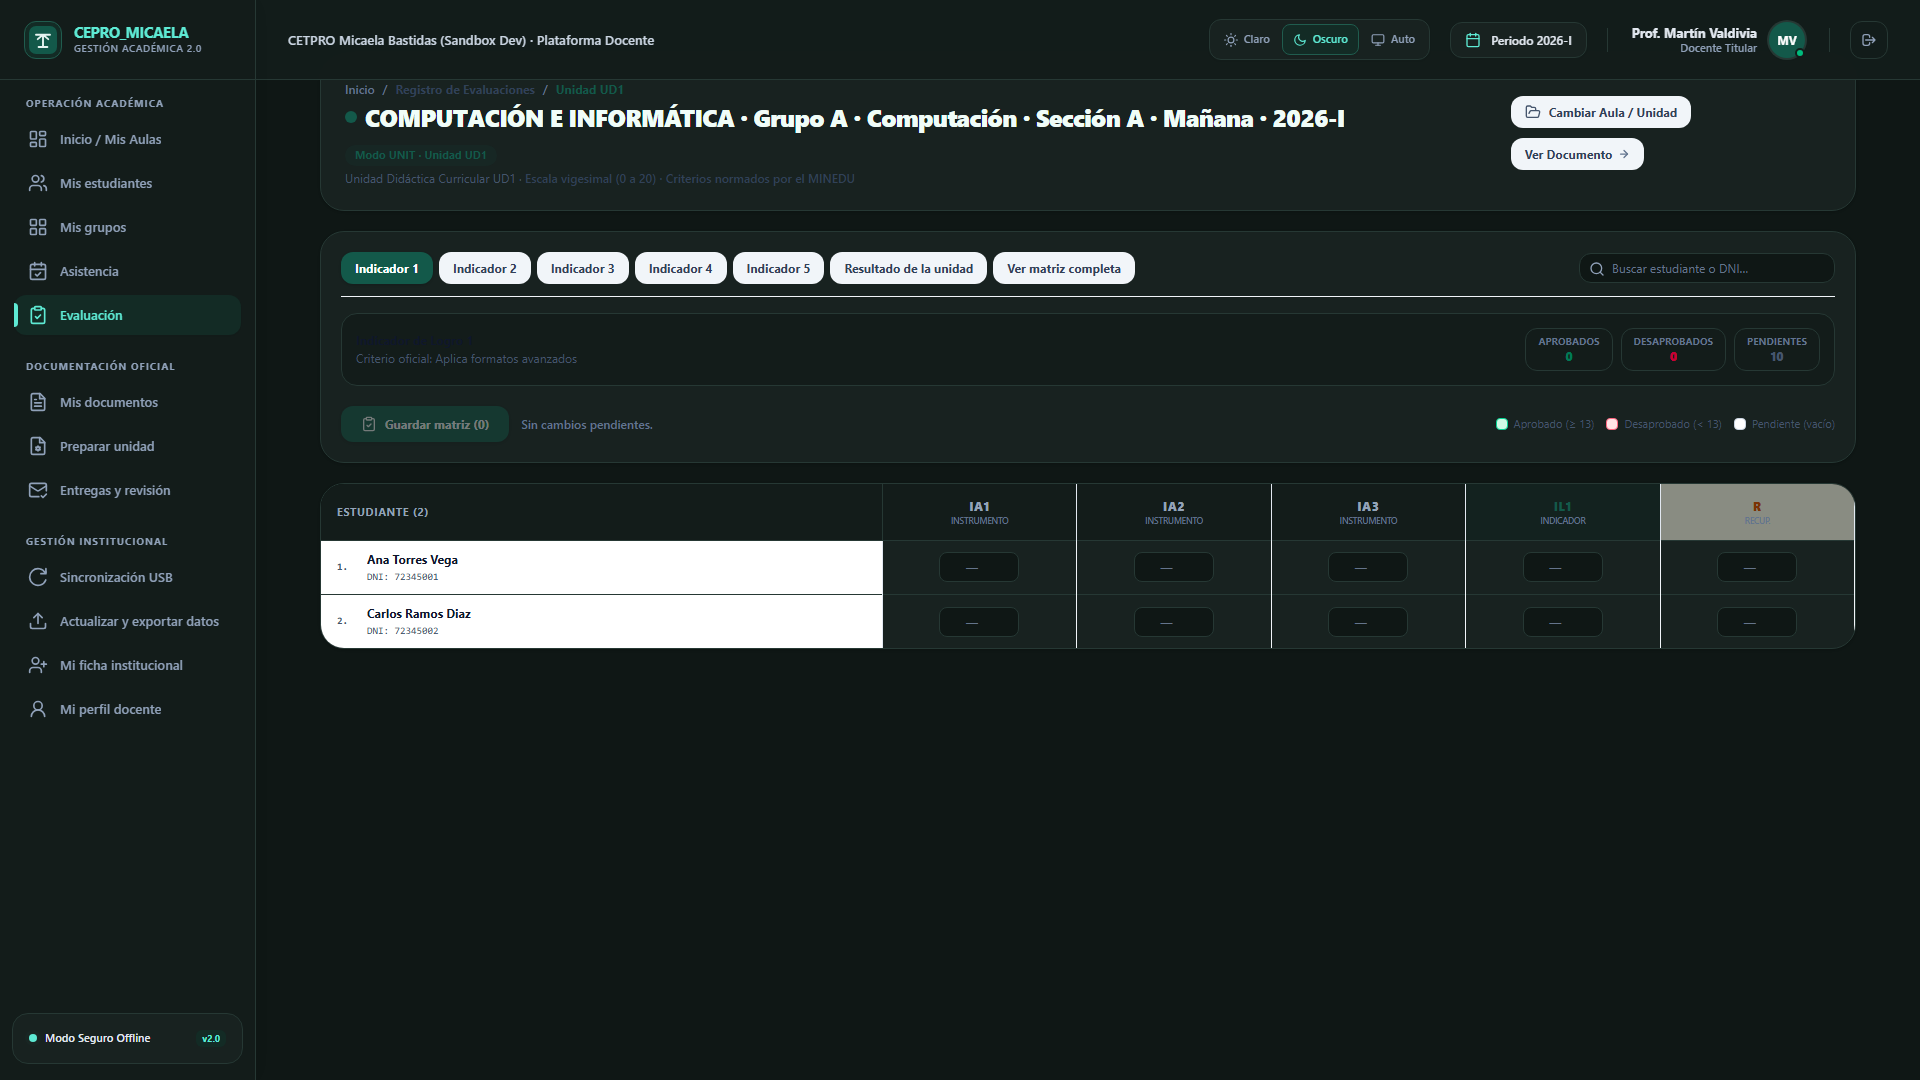 CEPRO_MICAELA
GESTIÓN ACADÉMICA 2.0
CETPRO Micaela Bastidas (Sandbox Dev) · Plataforma Docente
Claro
Oscuro
Auto
Periodo 2026-I
Prof. Martín Valdivia
Docente Titular
MV
OPERACIÓN ACADÉMICA
Inicio / Mis Aulas
Mis estudiantes
Mis grupos
Asistencia
Evaluación
DOCUMENTACIÓN OFICIAL
Mis documentos
Preparar unidad
Entregas y revisión
GESTIÓN INSTITUCIONAL
Sincronización USB
Actualizar y exportar datos
Mi ficha institucional
Mi perfil docente
Modo Seguro Offline
v2.0
Inicio / Registro de Evaluaciones / Unidad UD1
COMPUTACIÓN E INFORMÁTICA · Grupo A · Computación · Sección A · Mañana · 2026-I
Modo UNIT · Unidad UD1
Unidad Didáctica Curricular UD1 · Escala vigesimal (0 a 20) · Criterios normados por el MINEDU
Cambiar Aula / Unidad
Ver Documento →
Indicador 1
Indicador 2
Indicador 3
Indicador 4
Indicador 5
Resultado de la unidad
Ver matriz completa
Buscar estudiante o DNI...
Criterio oficial: Aplica formatos avanzados
APROBADOS
0
DESAPROBADOS
0
PENDIENTES
10
Guardar matriz (0)
Sin cambios pendientes.
Aprobado (≥ 13)
Desaprobado (< 13)
Pendiente (vacío)
ESTUDIANTE (2)
IA1
INSTRUMENTO
IA2
INSTRUMENTO
IA3
INSTRUMENTO
IL1
INDICADOR
R
RECUP.
1.
Ana Torres Vega
DNI: 72345001
— — — — —
2.
Carlos Ramos Diaz
DNI: 72345002
— — — — —